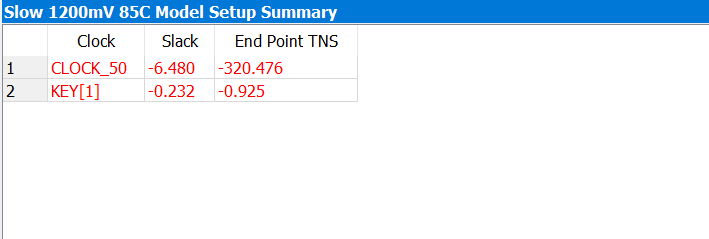 Slow 1200mV 85C Model Setup Summary
Clock Slack End Point TNS
1 CLOCK_50 -6.480 -320.476
2 KEY[1] -0.232 -0.925